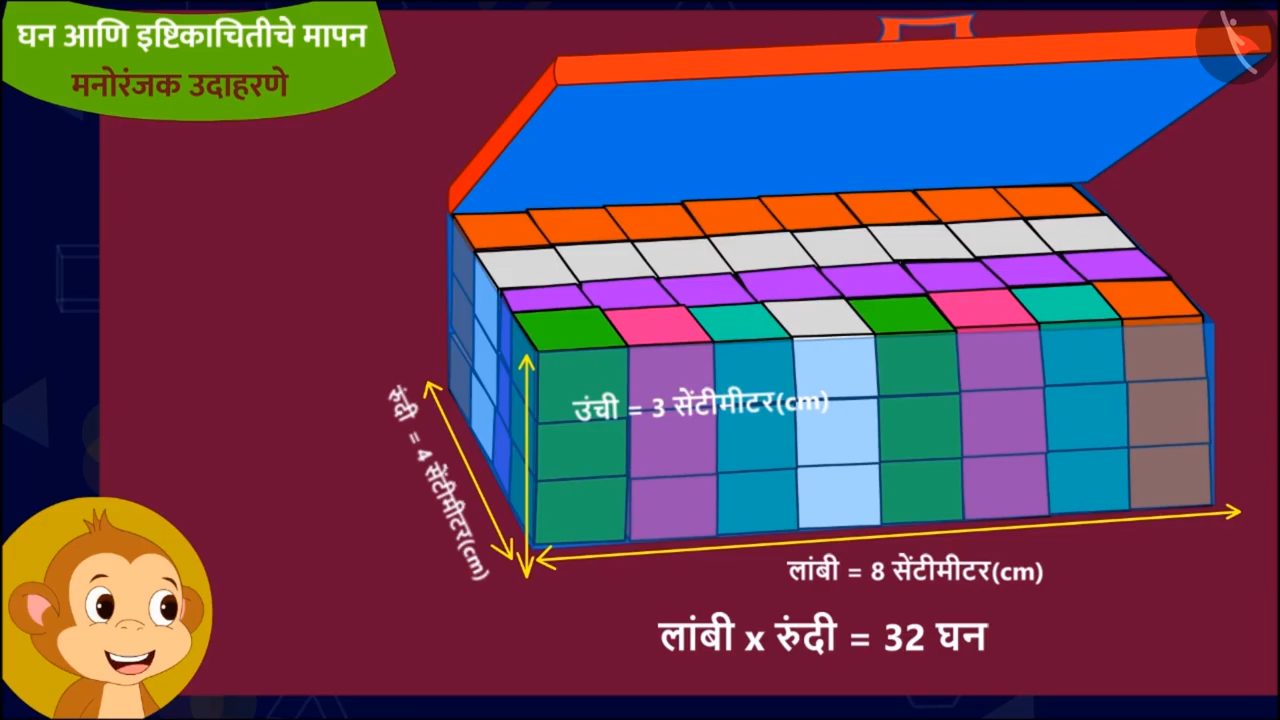 घन आणि इष्टिकाचितीचे मापन
मनोरंजक उदाहरणे
उंची = 3 सेंटीमीटर(cm)
रुंदी = 4 सेंटीमीटर(cm)
लांबी = 8 सेंटीमीटर(cm)
लांबी x रुंदी = 32 घन